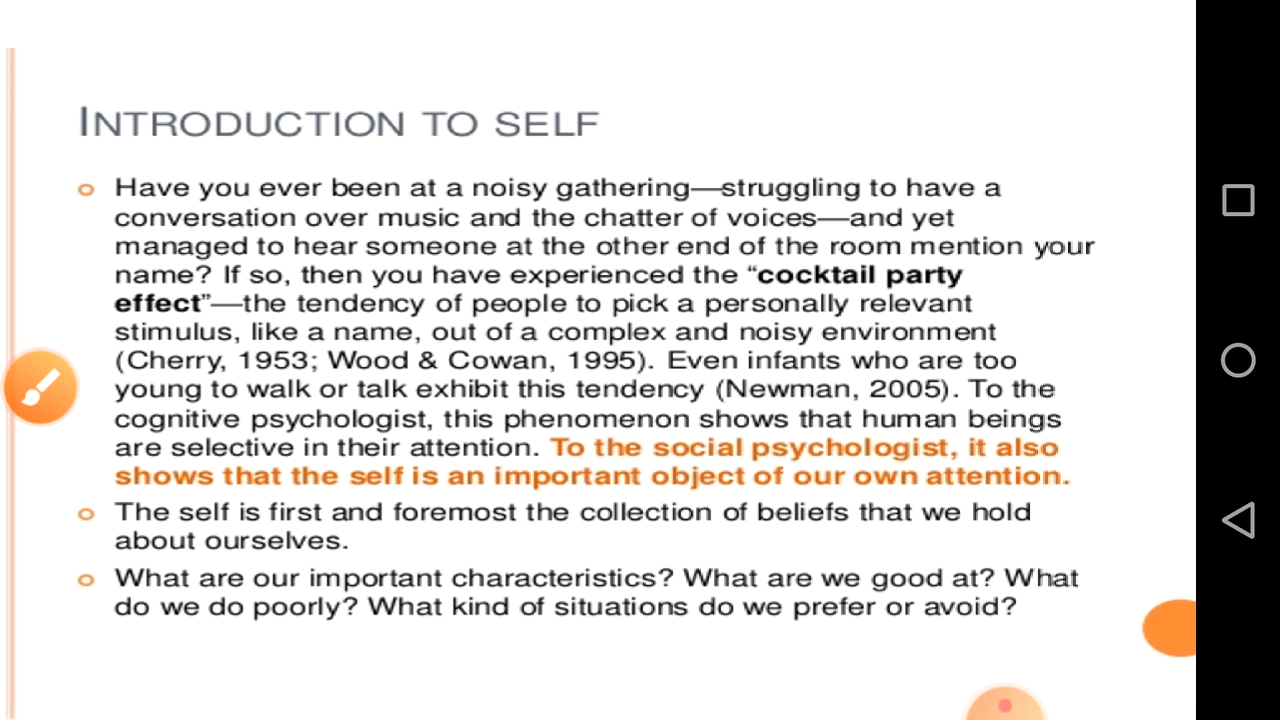 INTRODUCTION TO SELF
Have you ever been at a noisy gathering—struggling to have a
conversation over music and the chatter of voices—and yet
managed to hear someone at the other end of the room mention your
name? If so, then you have experienced the “cocktail party
effect”—the tendency of people to pick a personally relevant
stimulus, like a name, out of a complex and noisy environment
(Cherry, 1953; Wood & Cowan, 1995). Even infants who are too
young to walk or talk exhibit this tendency (Newman, 2005). To the
cognitive psychologist, this phenomenon shows that human beings
are selective in their attention. To the social psychologist, it also
shows that the self is an important object of our own attention.
The self is first and foremost the collection of beliefs that we hold
about ourselves.
What are our important characteristics? What are we good at? What
do we do poorly? What kind of situations do we prefer or avoid?